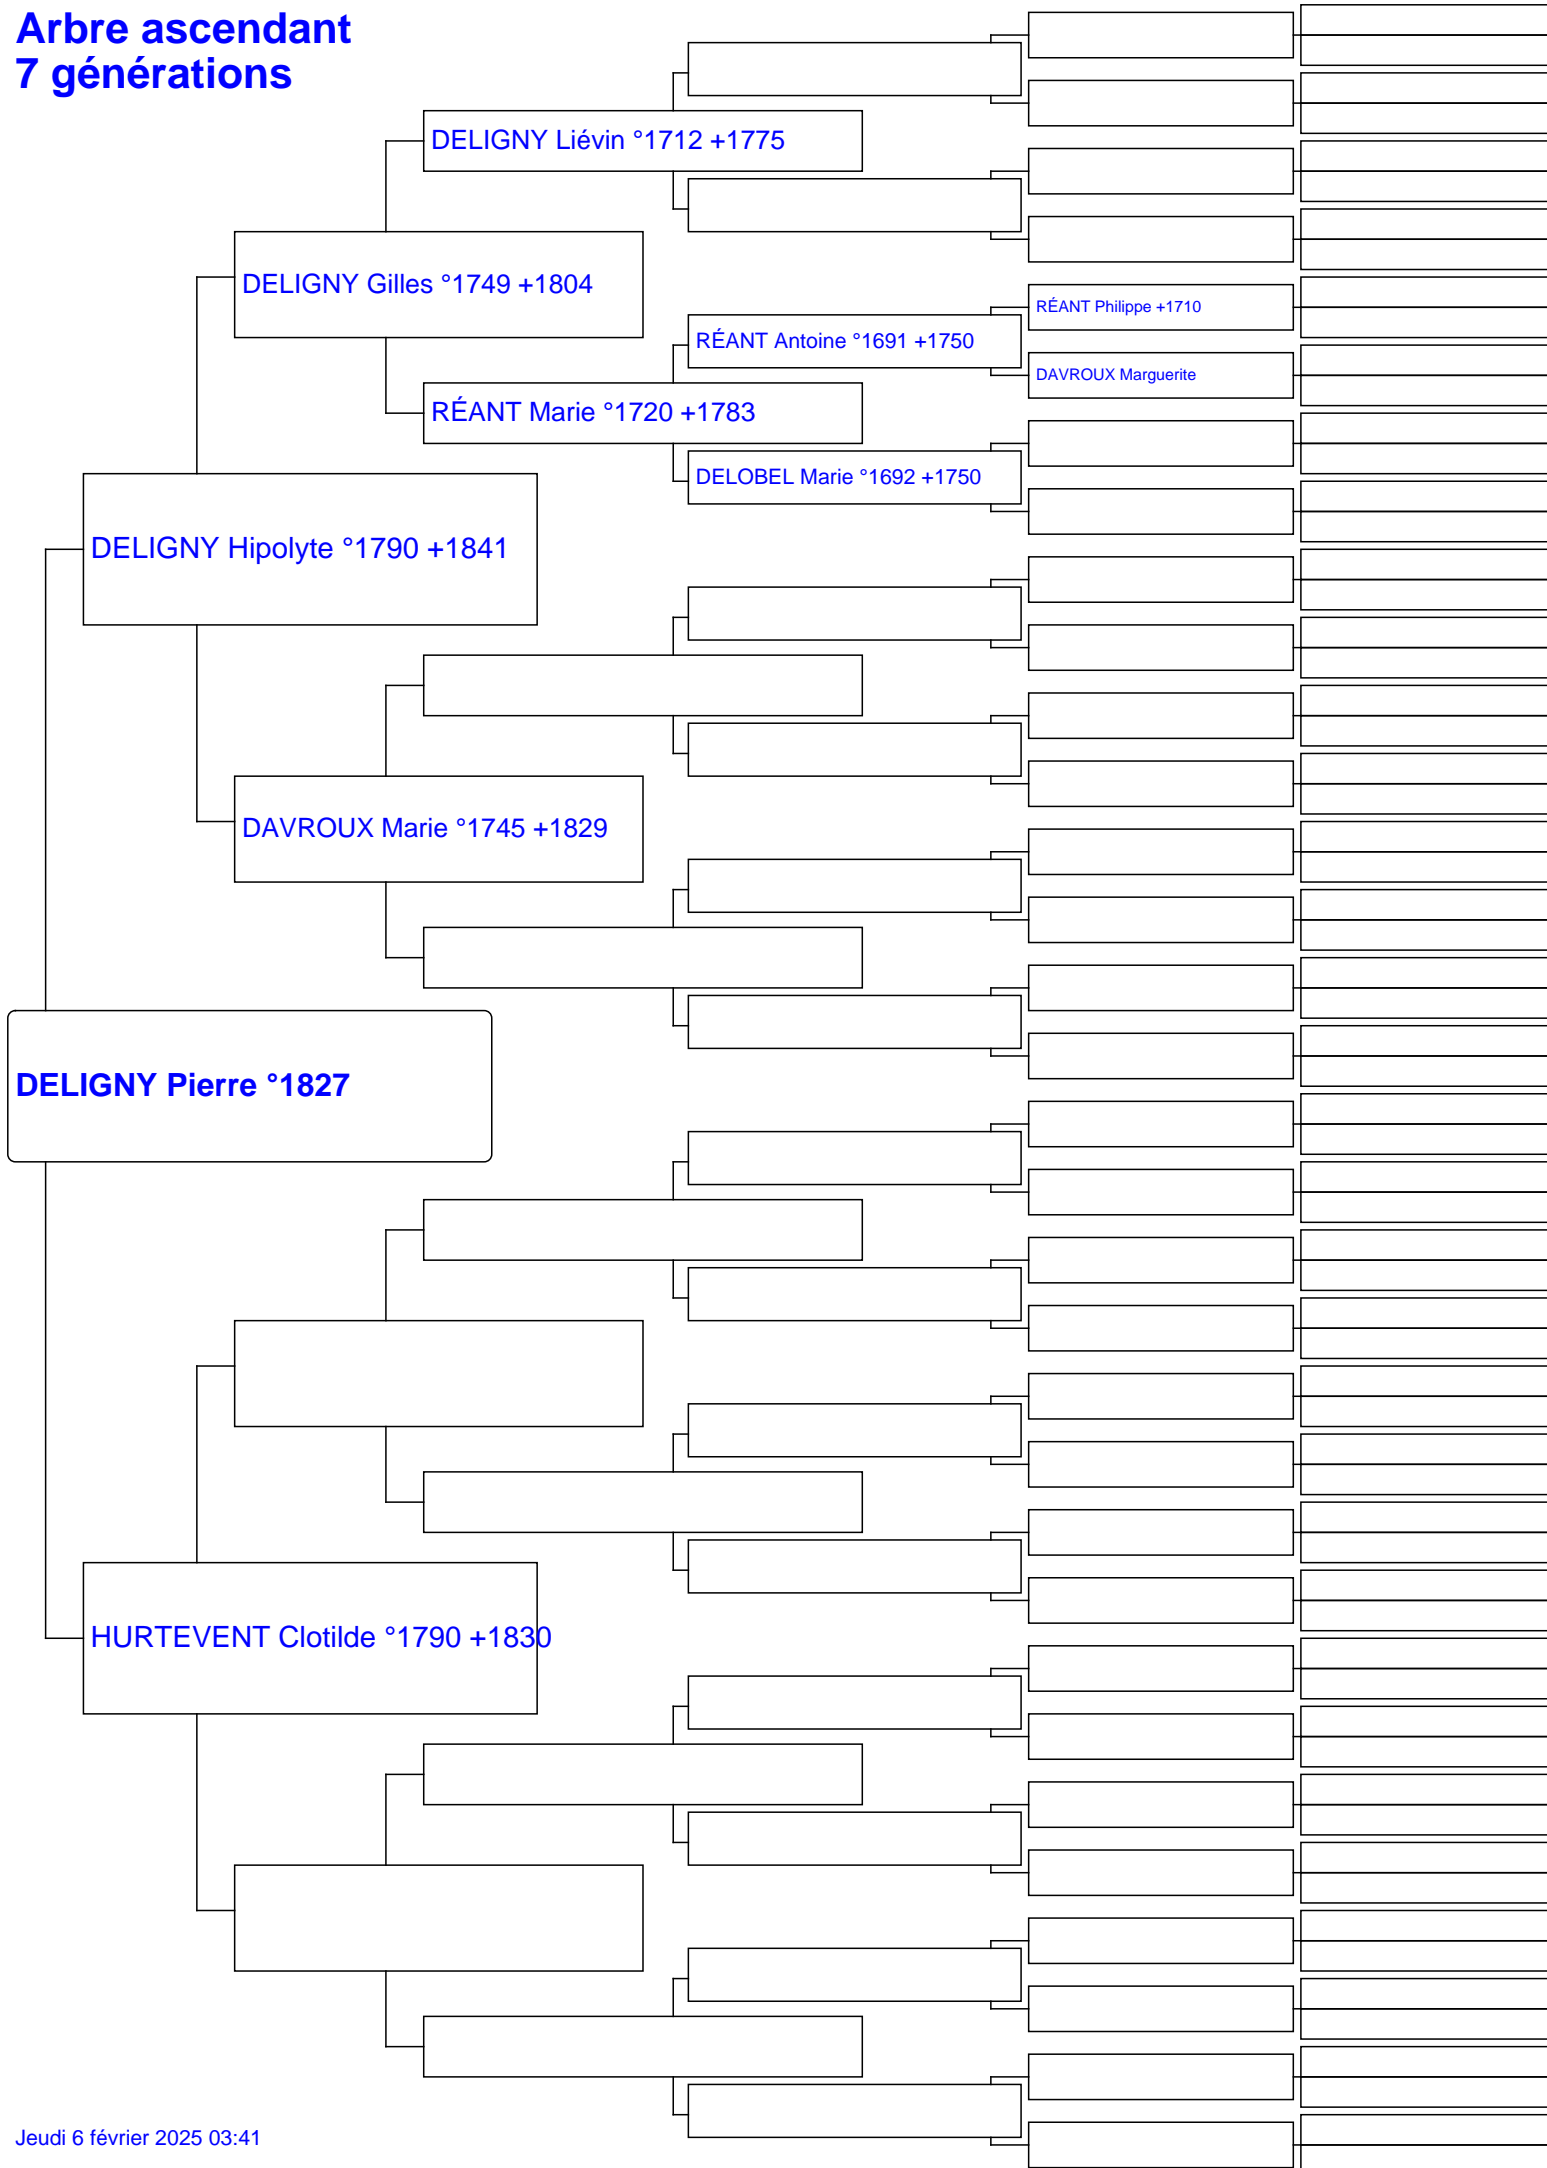 Arbre ascendant
7 générations
DELIGNY Liévin °1712 +1775
DELIGNY Gilles °1749 +1804
RÉANT Philippe +1710
RÉANT Antoine °1691 +1750
DAVROUX Marguerite
RÉANT Marie °1720 +1783
DELOBEL Marie °1692 +1750
DELIGNY Hipolyte °1790 +1841
DAVROUX Marie °1745 +1829
DELIGNY Pierre °1827
HURTEVENT Clotilde °1790 +1830
Jeudi 6 février 2025 03:41